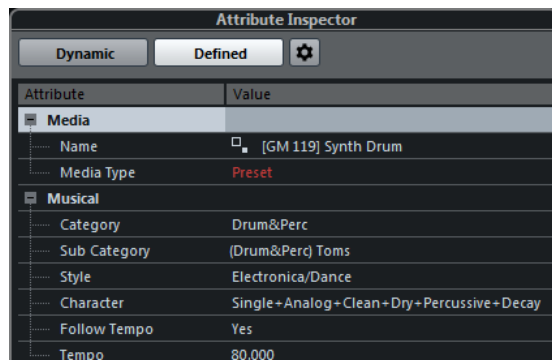 Attribute Inspector
Dynamic Defined
Attribute Value
Media
Name [GM 119] Synth Drum
Media Type Preset
Musical
Category Drum&Perc
Sub Category (Drum&Perc) Toms
Style Electronica/Dance
Character Single+Analog+Clean+Dry+Percussive+Decay
Follow Tempo Yes
Tempo 80.000